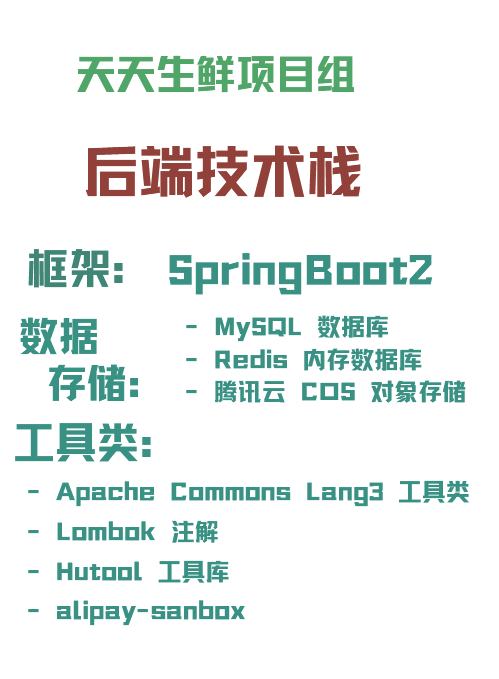 天天生鲜项目组
后端技术栈
框架: SpringBoot2
数据
存储:
- MySQL 数据库
- Redis 内存数据库
- 腾讯云 COS 对象存储
工具类:
- Apache Commons Lang3 工具类
- Lombok 注解
- Hutool 工具库
- alipay-sanbox